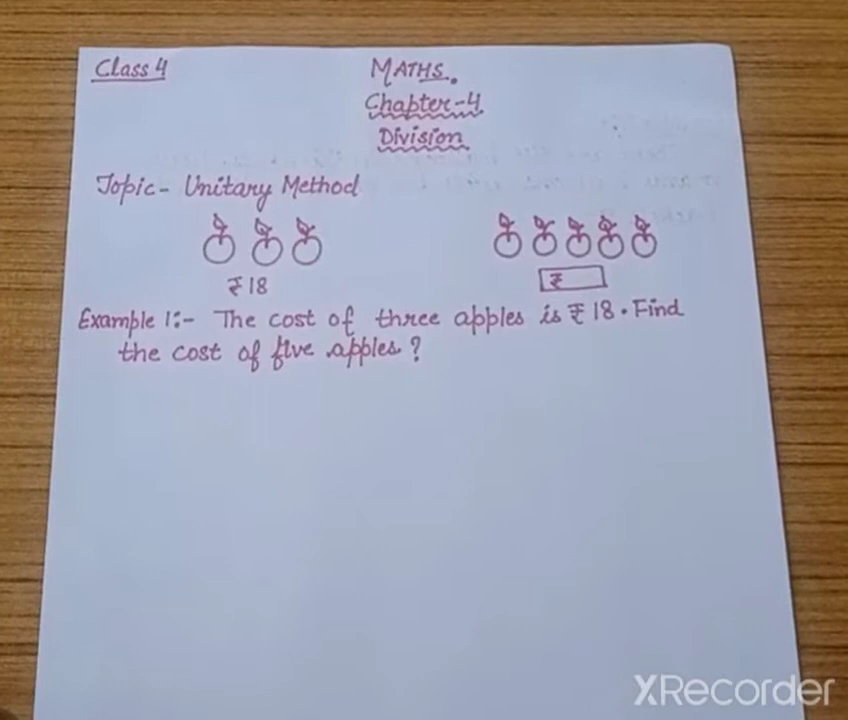 Class 4
MATHS.
Chapter-4
Division
Topic- Unitary Method
₹18
₹
Example 1:- The cost of three apples is ₹ 18. Find
the cost of five apples?
XRecorder